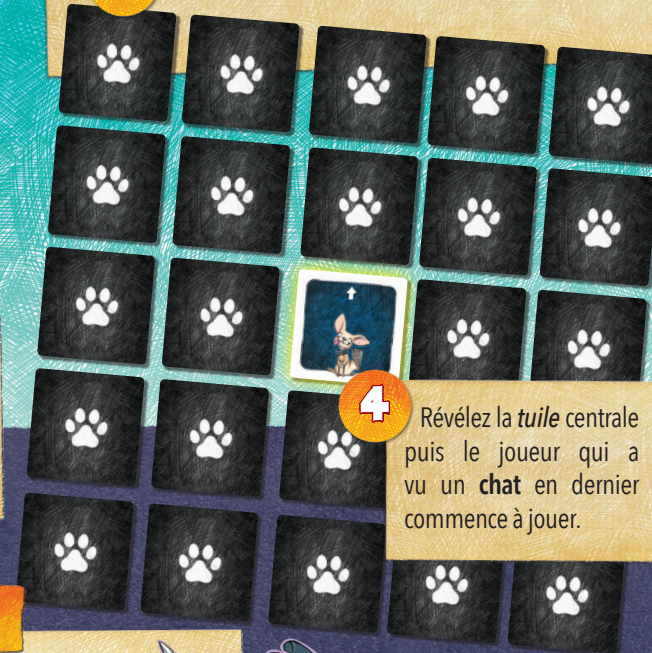 4
Révélez la tuile centrale
puis le joueur qui a
vu un chat en dernier
commence à jouer.